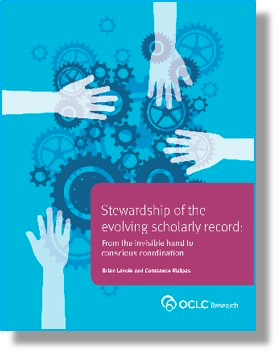 Stewardship of the
evolving scholarly record:
From the invisible hand to
conscious coordination
Brian Lavoie and Constance Malpas
OCLC Research